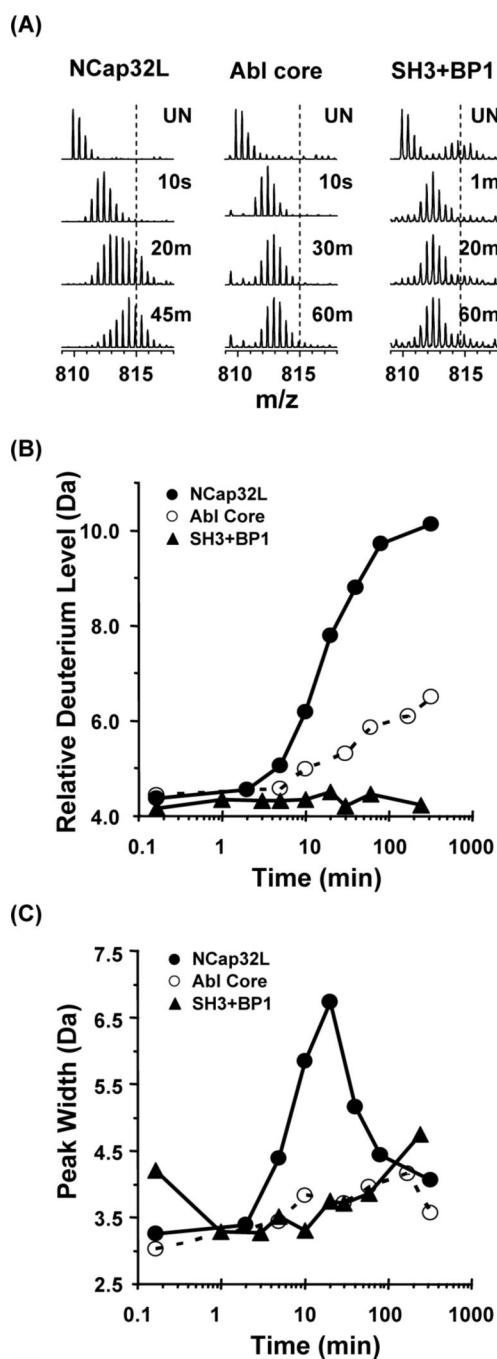 (A)
NCap32L Abl core SH3+BP1
UN UN UN
10s 10s 1m
20m 30m 20m
45m 60m 60m
810 815 810 815 810 815
m/z
(B)
NCap32L
Abl Core
SH3+BP1
10.0
8.0
6.0
4.0
Relative Deuterium Level (Da)
0.1 1 10 100 1000
Time (min)
(C)
7.5
NCap32L
Abl Core
SH3+BP1
6.5
5.5
4.5
3.5
2.5
Peak Width (Da)
0.1 1 10 100 1000
Time (min)